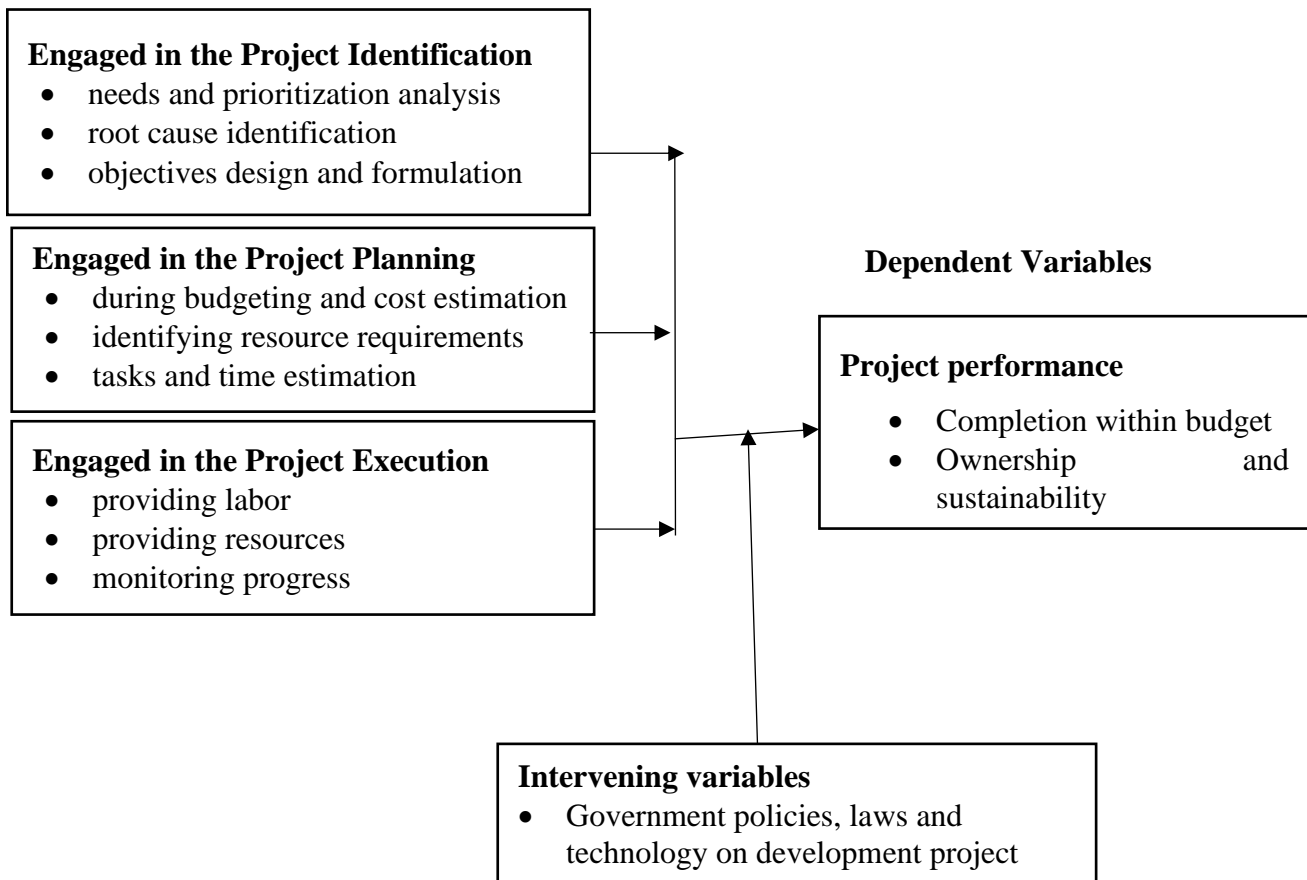 Engaged in the Project Identification
• needs and prioritization analysis
• root cause identification
• objectives design and formulation
Engaged in the Project Planning
• during budgeting and cost estimation
• identifying resource requirements
• tasks and time estimation
Engaged in the Project Execution
• providing labor
• providing resources
• monitoring progress
Dependent Variables
Project performance
• Completion within budget
• Ownership and
sustainability
Intervening variables
• Government policies, laws and
technology on development project